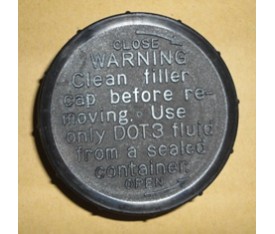 CLOSE
WARNING
Clean filler
cap before re-
moving. Use
only DOT3 fluid
from a sealed
container
OPEN